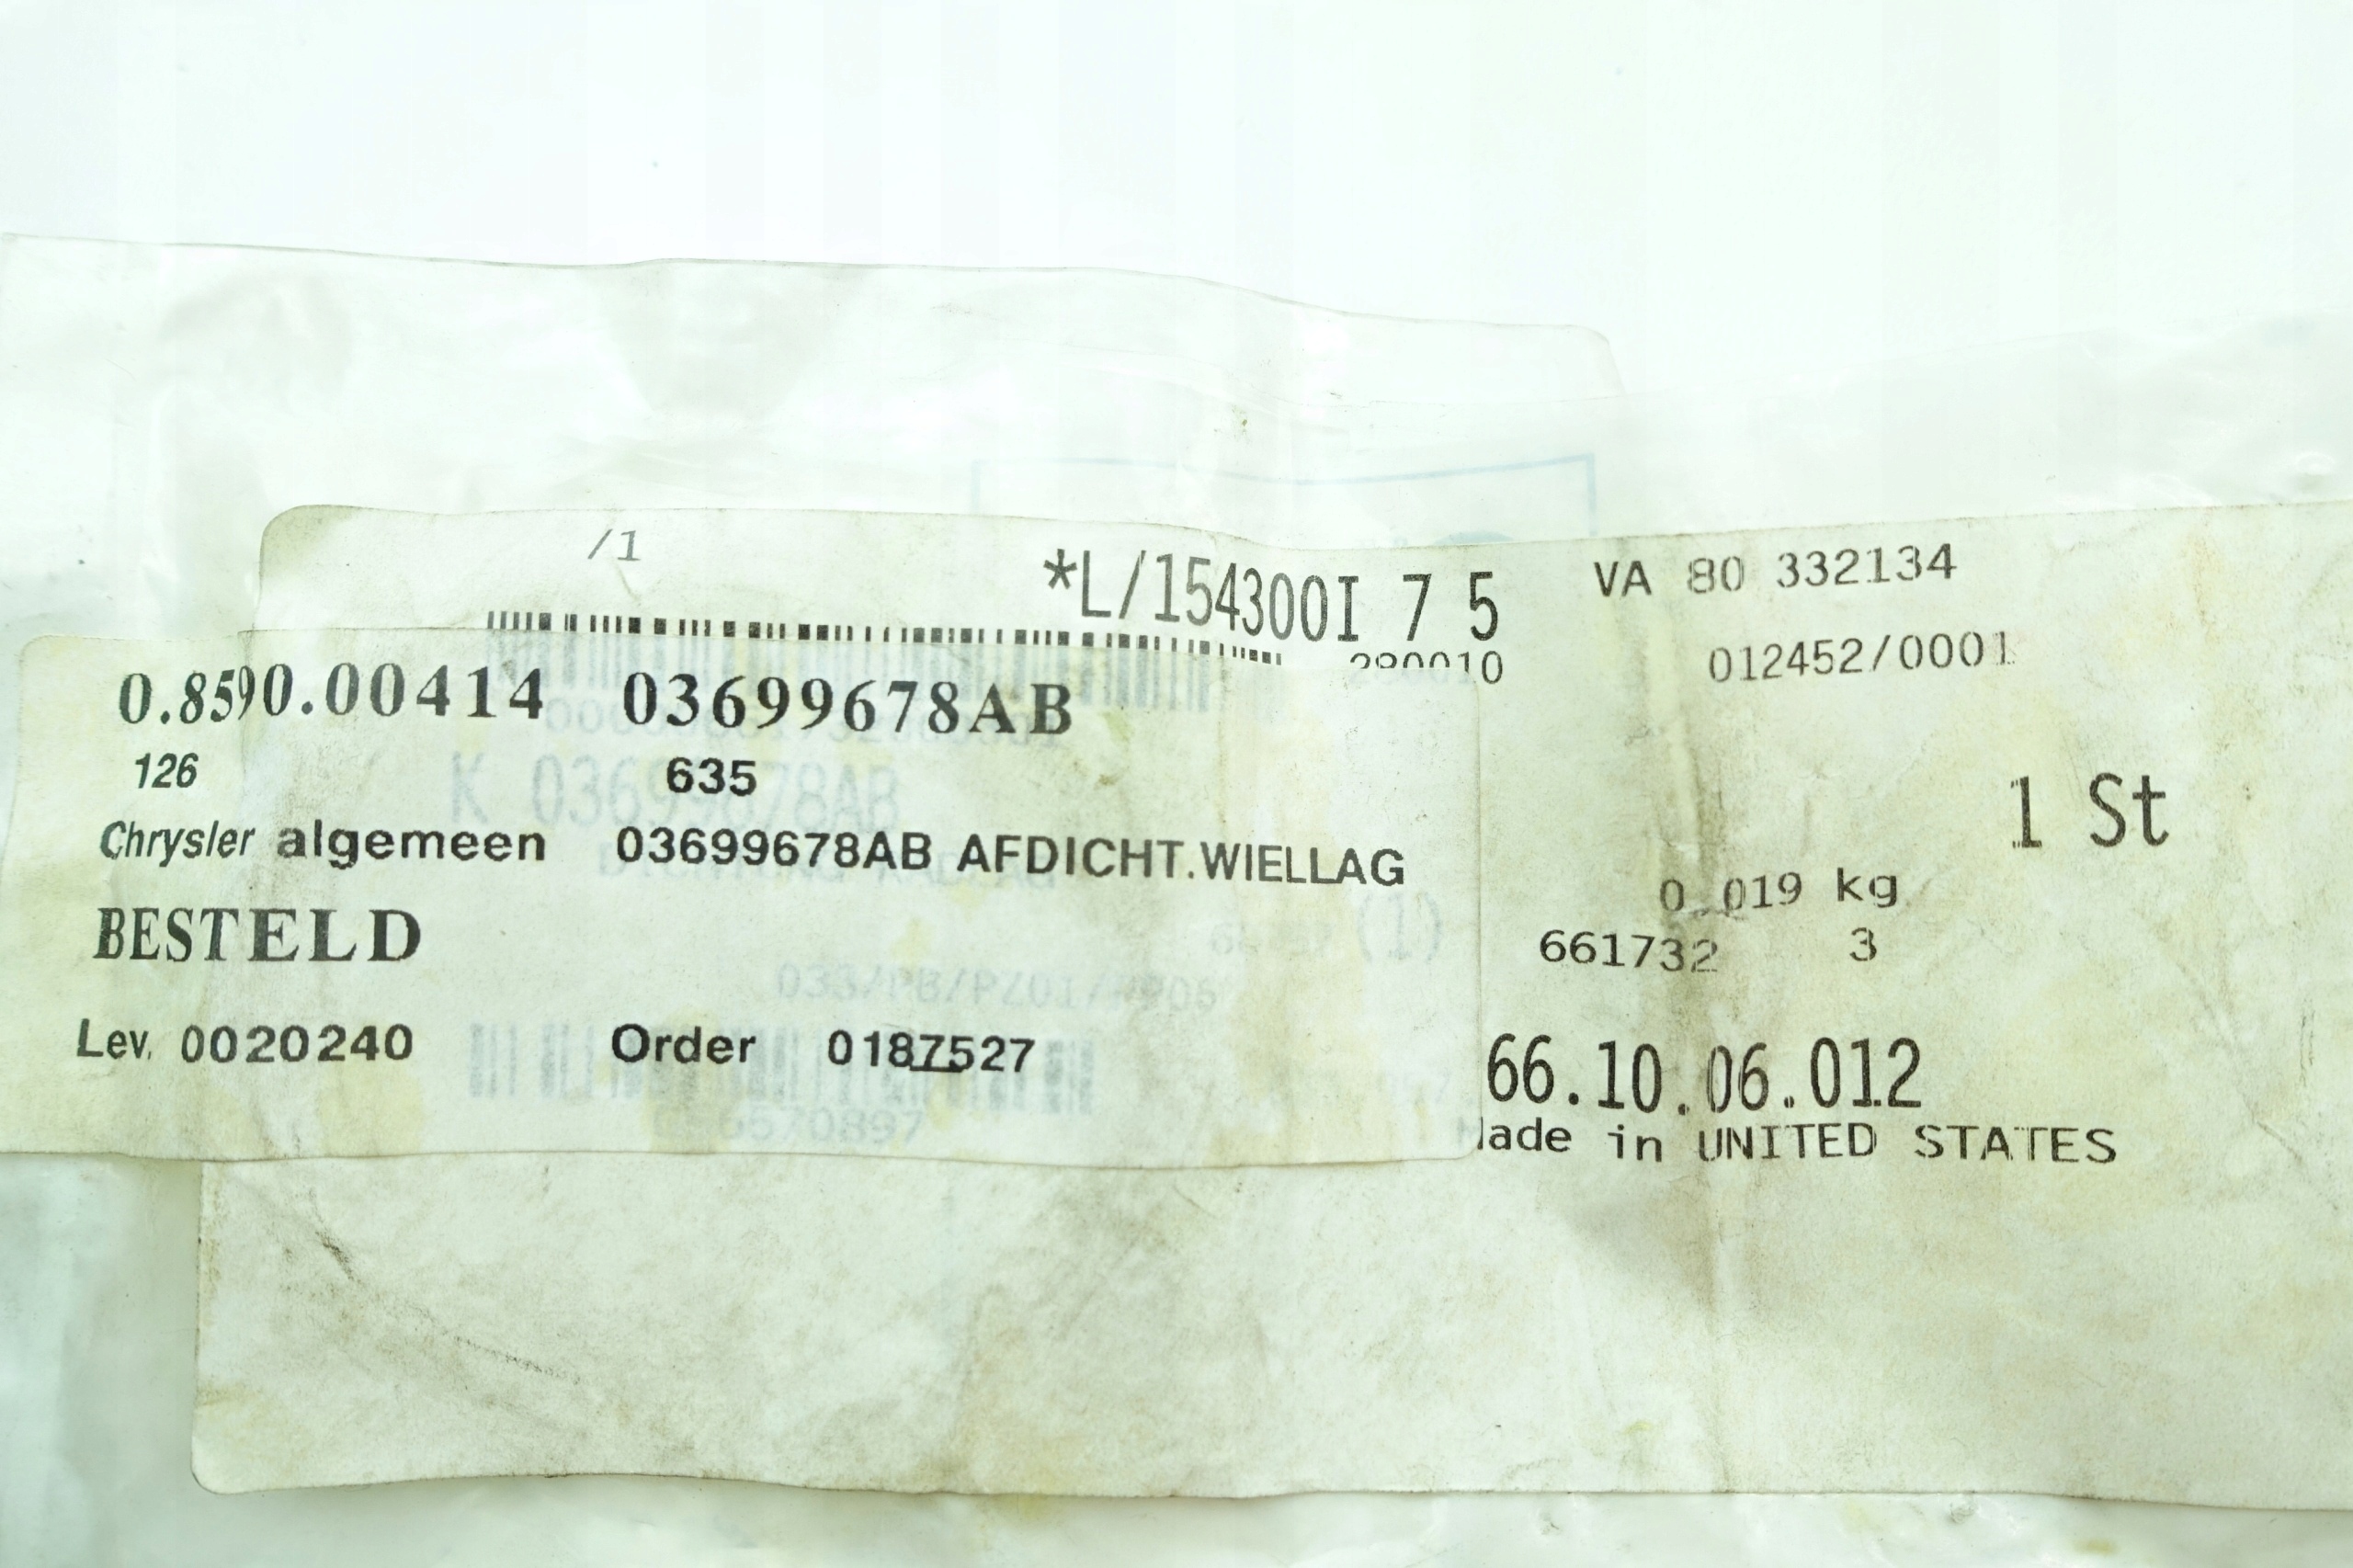 /1
*L/154300I 7 5
VA 80 332134
012452/0001
0.8590.00414 03699678AB
126 635
K 03699678AB
1 St
Chrysler algemeen 03699678AB AFDICHT.WIELLAG
0.019 kg
BESTELD
661732 3
(1)
Lev. 0020240 Order 0187527
66.10.06.012
Made in UNITED STATES
6570897